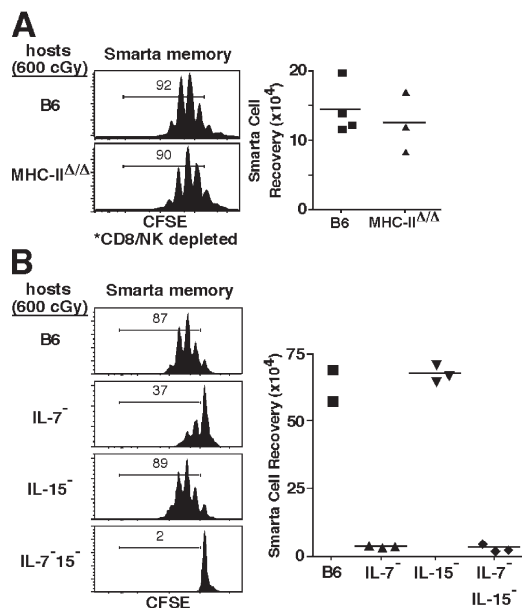 A
hosts
(600 cGy)
Smarta memory
B6
92
MHC-IIΔ/Δ
90
CFSE
*CD8/NK depleted
Smarta Cell
Recovery (x10⁴)
20
10
0
B6
MHC-IIΔ/Δ
B
hosts
(600 cGy)
Smarta memory
B6
87
IL-7⁻
37
IL-15⁻
89
IL-7⁻15⁻
2
CFSE
Smarta Cell Recovery (x10⁴)
75
50
25
0
B6
IL-7⁻
IL-15⁻
IL-7⁻
IL-15⁻